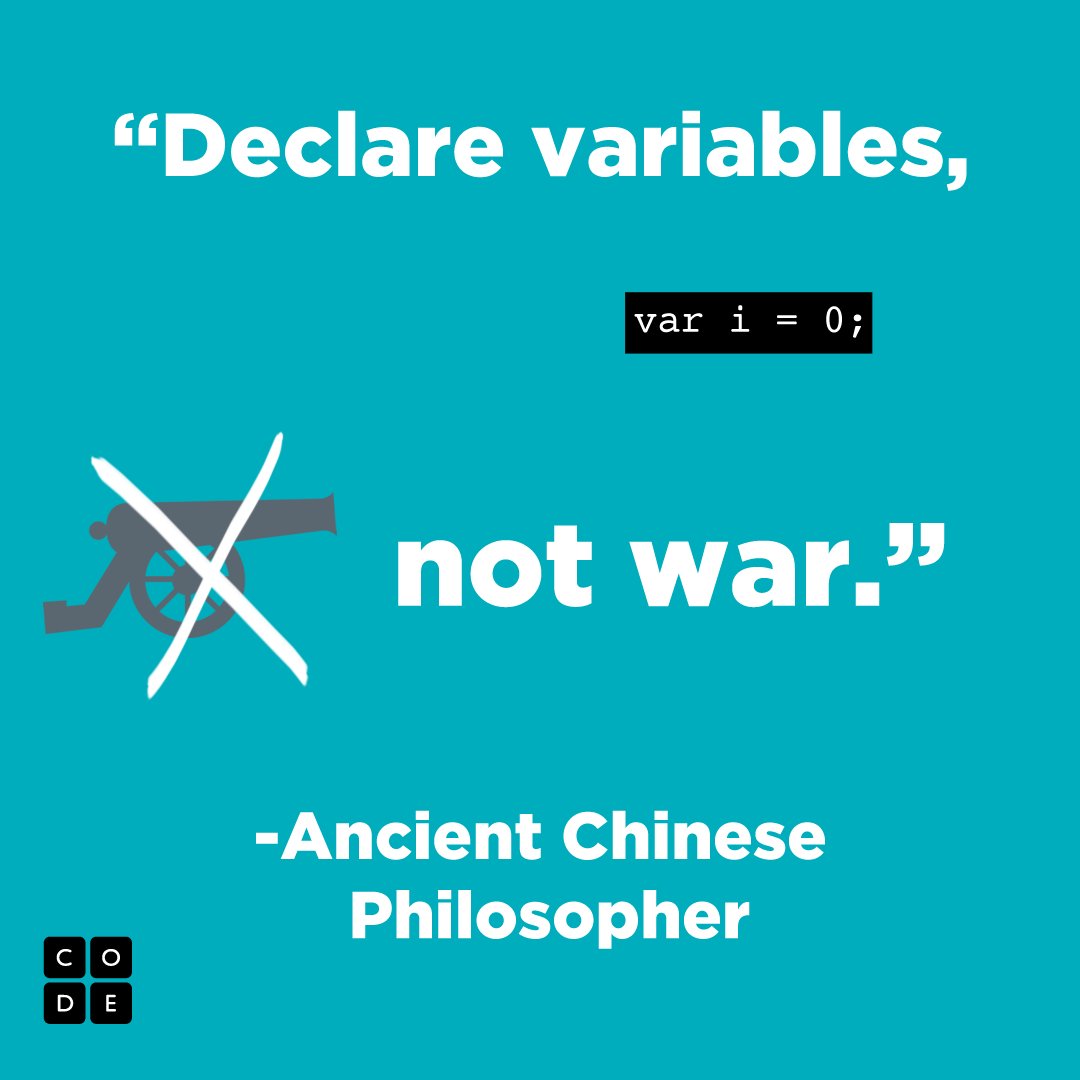 “Declare variables,
var i = 0;
not war.”
-Ancient Chinese
Philosopher
C O
D E